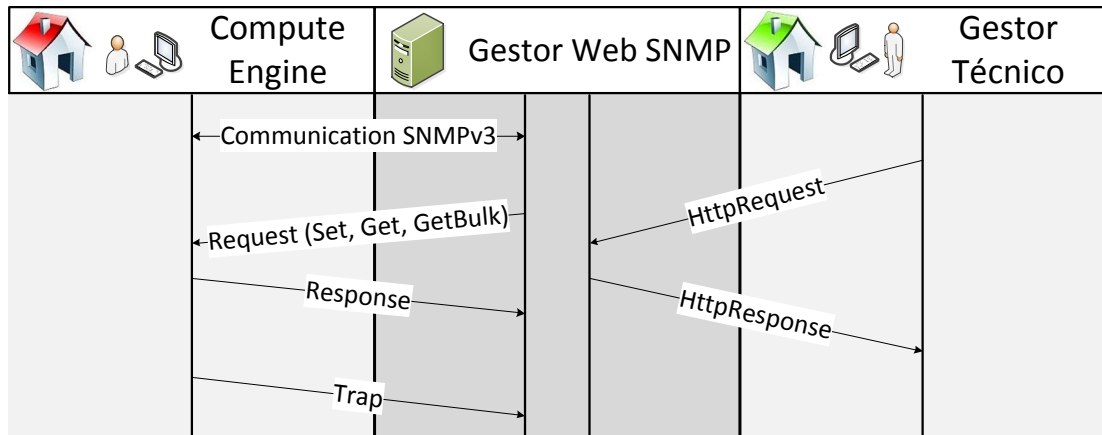 Compute
Engine
Gestor Web SNMP
Gestor
Técnico
Communication SNMPv3
HttpRequest
Request (Set, Get, GetBulk)
Response
HttpResponse
Trap